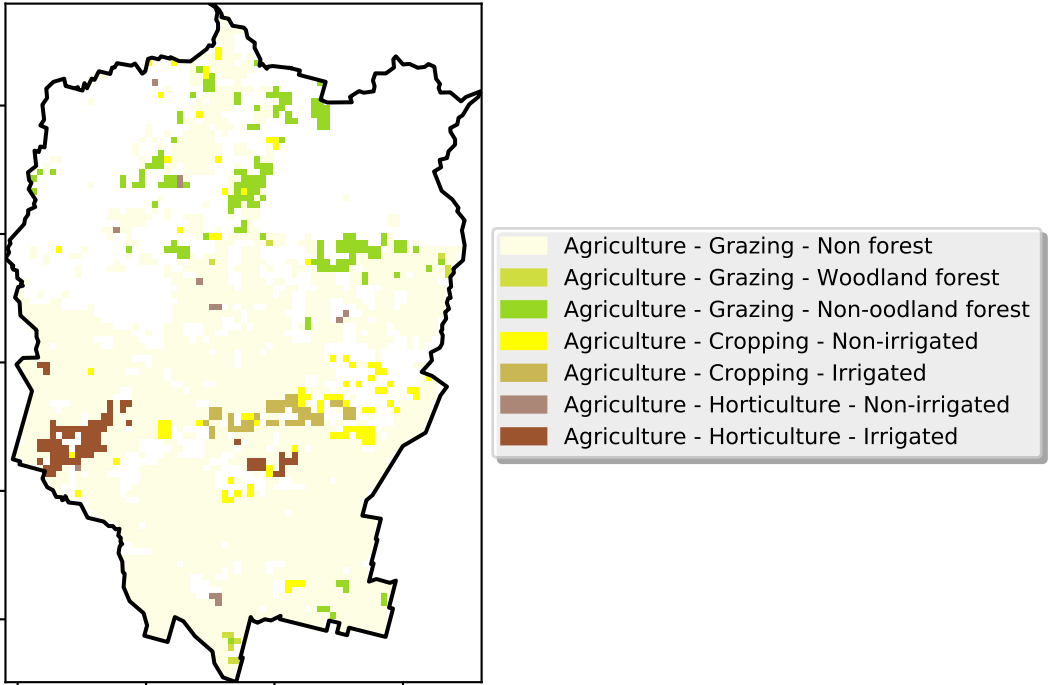 Agriculture - Grazing - Non forest
Agriculture - Grazing - Woodland forest
Agriculture - Grazing - Non-oodland forest
Agriculture - Cropping - Non-irrigated
Agriculture - Cropping - Irrigated
Agriculture - Horticulture - Non-irrigated
Agriculture - Horticulture - Irrigated